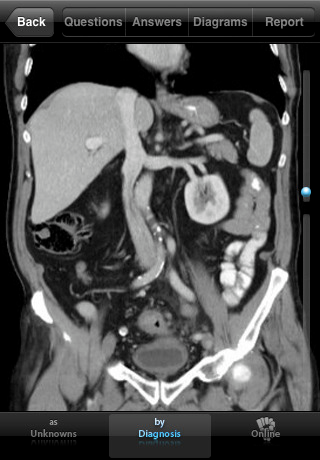 Back
Questions
Answers
Diagrams
Report
as
Unknowns
by
Diagnosis
Online